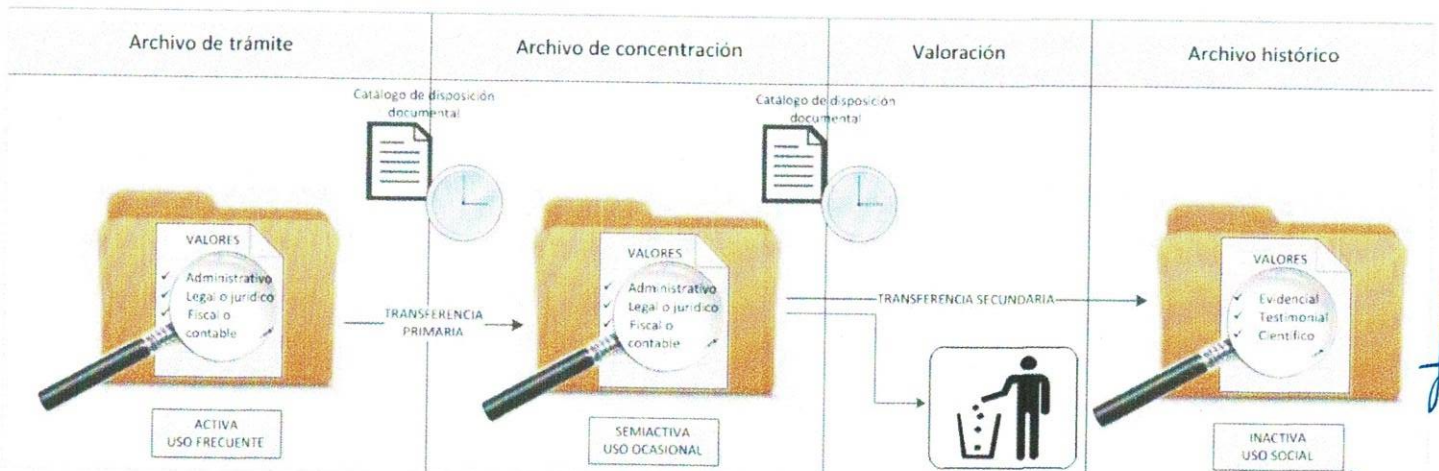 Archivo de trámite
Archivo de concentración
Valoración
Archivo histórico
Catálogo de disposición
documental
Catálogo de disposición
documental
VALORES
✓ Administrativo
✓ Legal o jurídico
✓ Fiscal o
contable
TRANSFERENCIA
PRIMARIA
VALORES
✓ Administrativo
✓ Legal o jurídico
✓ Fiscal o
contable
TRANSFERENCIA SECUNDARIA
VALORES
✓ Evidencial
✓ Testimonial
✓ Científico
ACTIVA
USO FRECUENTE
SEMIACTIVA
USO OCASIONAL
INACTIVA
USO SOCIAL